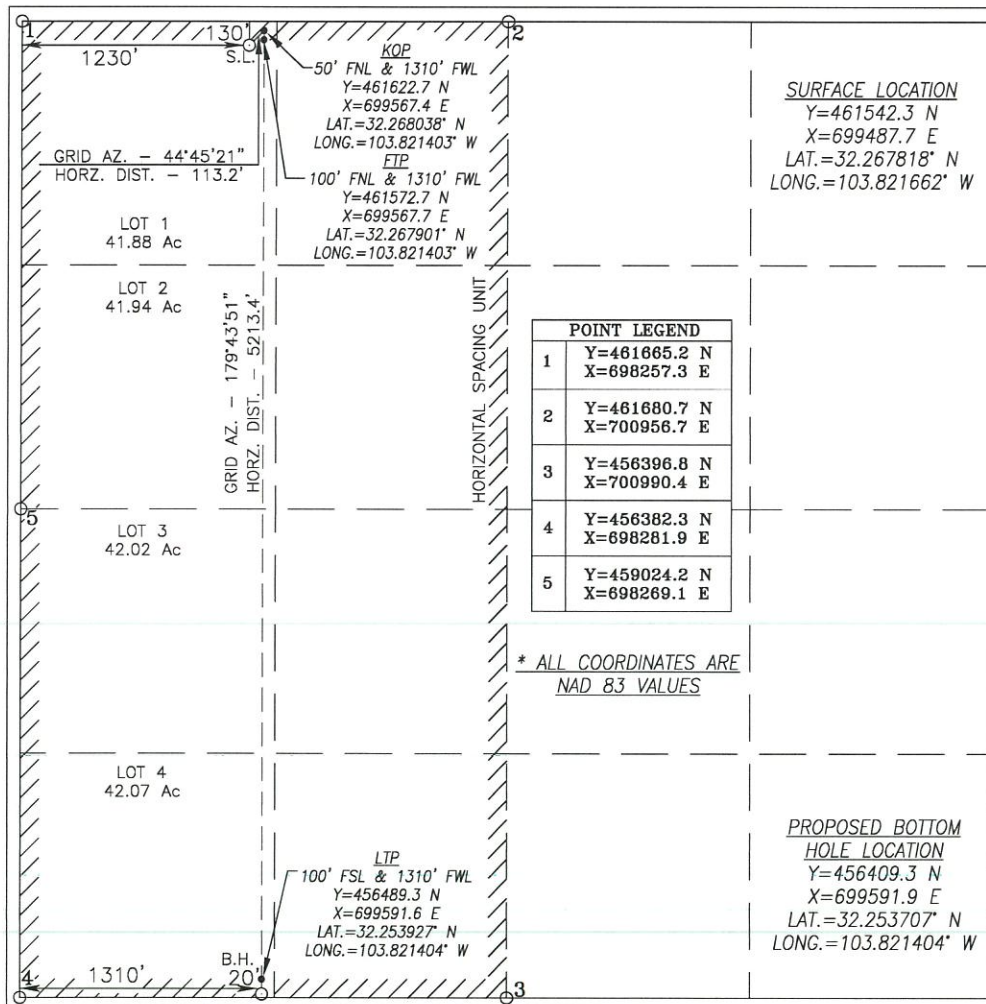 1
2
130'
1230'
S.L.
KOP
50' FNL & 1310' FWL
Y=461622.7 N
X=699567.4 E
LAT.=32.268038° N
LONG.=103.821403° W
FTP
100' FNL & 1310' FWL
Y=461572.7 N
X=699567.7 E
LAT.=32.267901° N
LONG.=103.821403° W
SURFACE LOCATION
Y=461542.3 N
X=699487.7 E
LAT.=32.267818° N
LONG.=103.821662° W
GRID AZ. - 44°45'21"
HORZ. DIST. - 113.2'
LOT 1
41.88 Ac
LOT 2
41.94 Ac
GRID AZ. - 179°43'51"
HORZ. DIST. - 5213.4'
HORIZONTAL SPACING UNIT
POINT LEGEND
1 Y=461665.2 N
X=698257.3 E
2 Y=461680.7 N
X=700956.7 E
3 Y=456396.8 N
X=700990.4 E
4 Y=456382.3 N
X=698281.9 E
5 Y=459024.2 N
X=698269.1 E
5
LOT 3
42.02 Ac
* ALL COORDINATES ARE
NAD 83 VALUES
LOT 4
42.07 Ac
LTP
100' FSL & 1310' FWL
Y=456489.3 N
X=699591.6 E
LAT.=32.253927° N
LONG.=103.821404° W
PROPOSED BOTTOM
HOLE LOCATION
Y=456409.3 N
X=699591.9 E
LAT.=32.253707° N
LONG.=103.821404° W
B.H.
4
1310'
20'
3